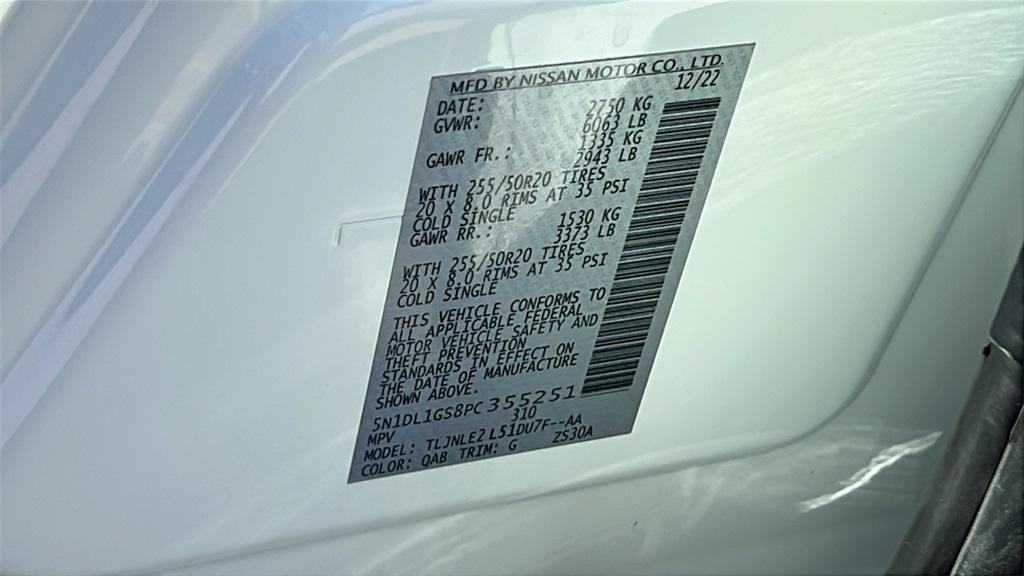 MFD BY NISSAN MOTOR CO., LTD.
DATE: 12/22
GVWR: 2750 KG
6063 LB
GAWR FR.: 1335 KG
2943 LB
WITH 255/50R20 TIRES
20 X 8.0 RIMS AT 35 PSI
COLD SINGLE
GAWR RR.: 1530 KG
3373 LB
WITH 255/50R20 TIRES
20 X 8.0 RIMS AT 35 PSI
COLD SINGLE
THIS VEHICLE CONFORMS TO
ALL APPLICABLE FEDERAL
MOTOR VEHICLE SAFETY AND
THEFT PREVENTION
STANDARDS IN EFFECT ON
THE DATE OF MANUFACTURE
SHOWN ABOVE.
5N1DL1GS8PC355251
MPV 310
MODEL: TLJNLE2 L51DU7F--AA
COLOR: QAB TRIM: G ZS30A